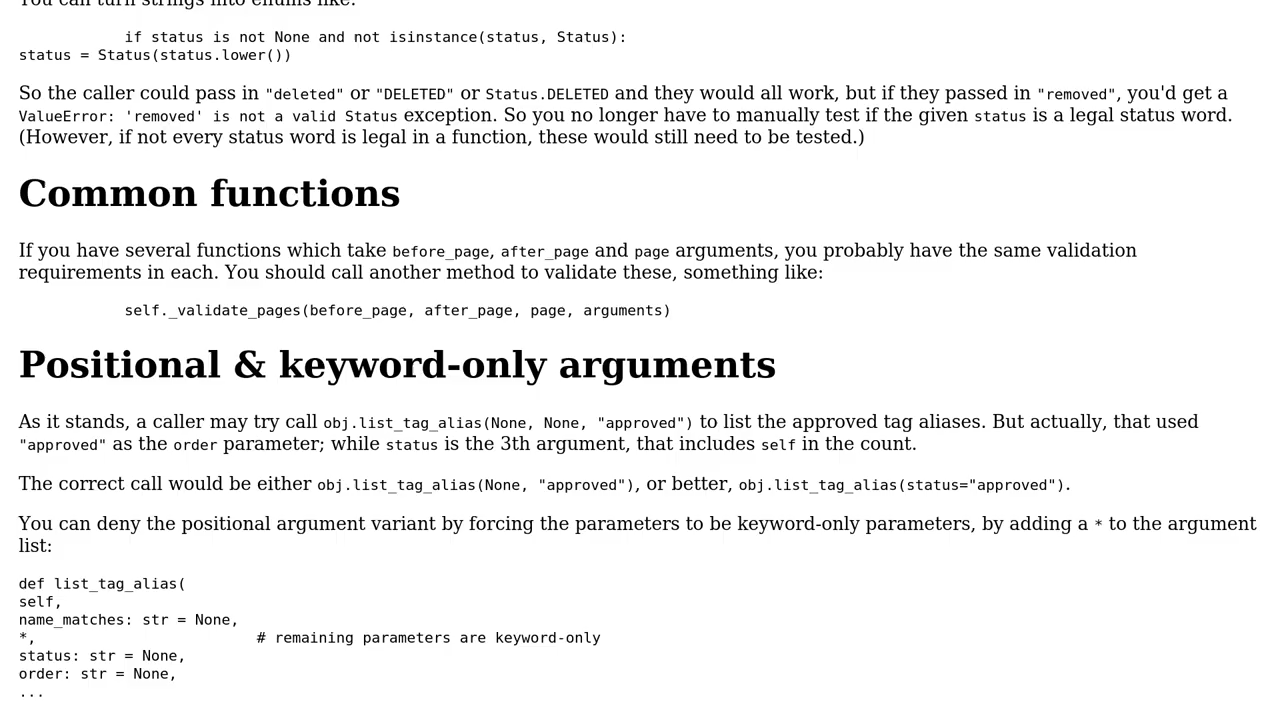 You can turn strings into enums like:
if status is not None and not isinstance(status, Status):
status = Status(status.lower())
So the caller could pass in "deleted" or "DELETED" or Status.DELETED and they would all work, but if they passed in "removed", you'd get a
ValueError: 'removed' is not a valid Status exception. So you no longer have to manually test if the given status is a legal status word.
(However, if not every status word is legal in a function, these would still need to be tested.)
Common functions
If you have several functions which take before_page, after_page and page arguments, you probably have the same validation
requirements in each. You should call another method to validate these, something like:
self._validate_pages(before_page, after_page, page, arguments)
Positional & keyword-only arguments
As it stands, a caller may try call obj.list_tag_alias(None, None, "approved") to list the approved tag aliases. But actually, that used
"approved" as the order parameter; while status is the 3th argument, that includes self in the count.
The correct call would be either obj.list_tag_alias(None, "approved"), or better, obj.list_tag_alias(status="approved").
You can deny the positional argument variant by forcing the parameters to be keyword-only parameters, by adding a * to the argument
list:
def list_tag_alias(
self,
name_matches: str = None,
*, # remaining parameters are keyword-only
status: str = None,
order: str = None,
...